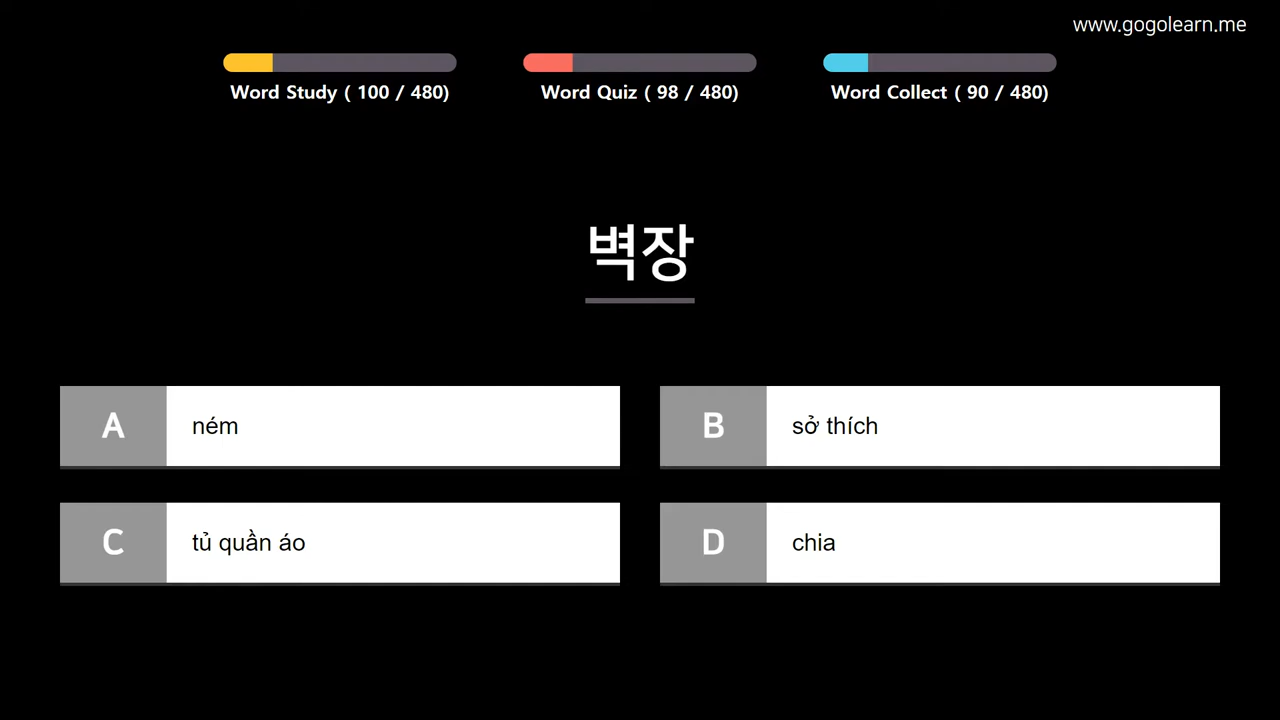 www.gogolearn.me
Word Study ( 100 / 480)
Word Quiz ( 98 / 480)
Word Collect ( 90 / 480)
벽장
A ném
B sở thích
C tủ quần áo
D chia